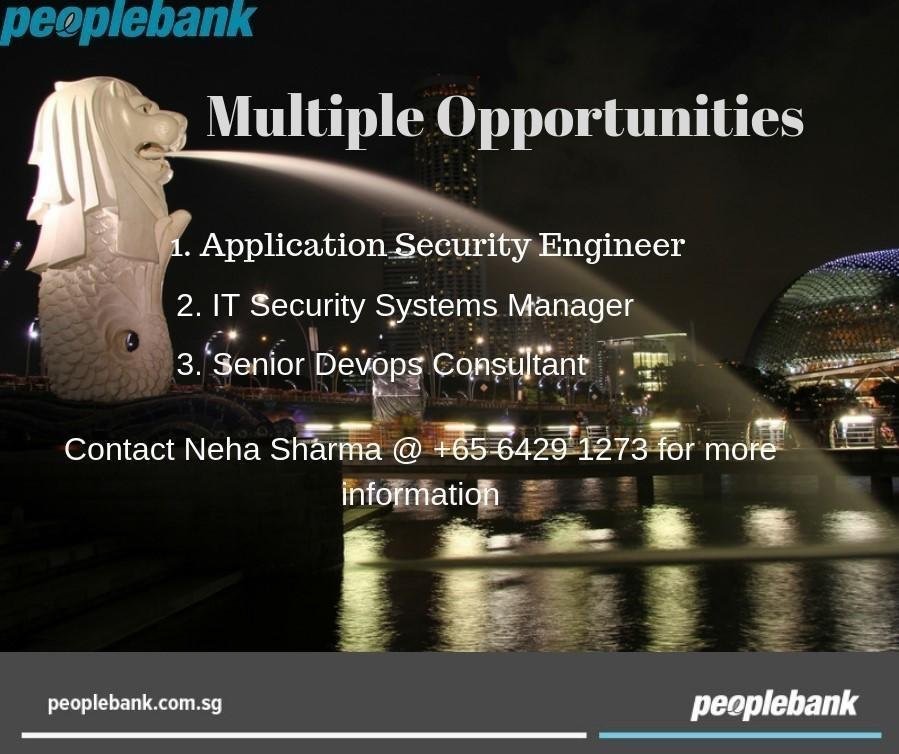 peoplebank
Multiple Opportunities
1. Application Security Engineer
2. IT Security Systems Manager
3. Senior Devops Consultant
Contact Neha Sharma @ +65 6429 1273 for more
information
peoplebank.com.sg
peoplebank